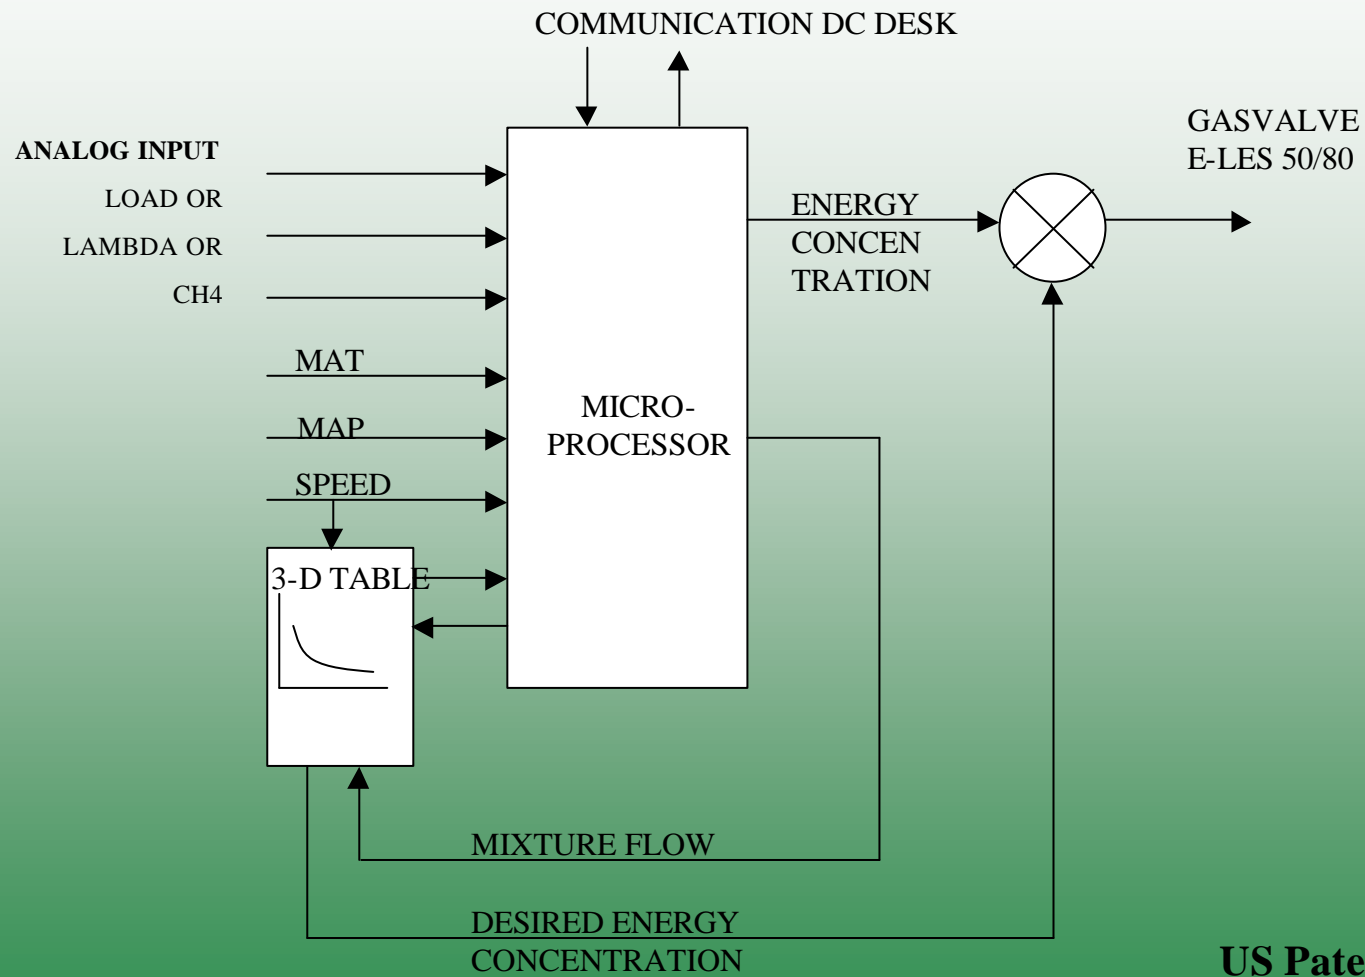 COMMUNICATION DC DESK
GASVALVE
E-LES 50/80
ANALOG INPUT
LOAD OR
LAMBDA OR
CH4
ENERGY
CONCEN
TRATION
MAT
MAP
SPEED
MICRO-
PROCESSOR
3-D TABLE
MIXTURE FLOW
DESIRED ENERGY
CONCENTRATION
US Pate